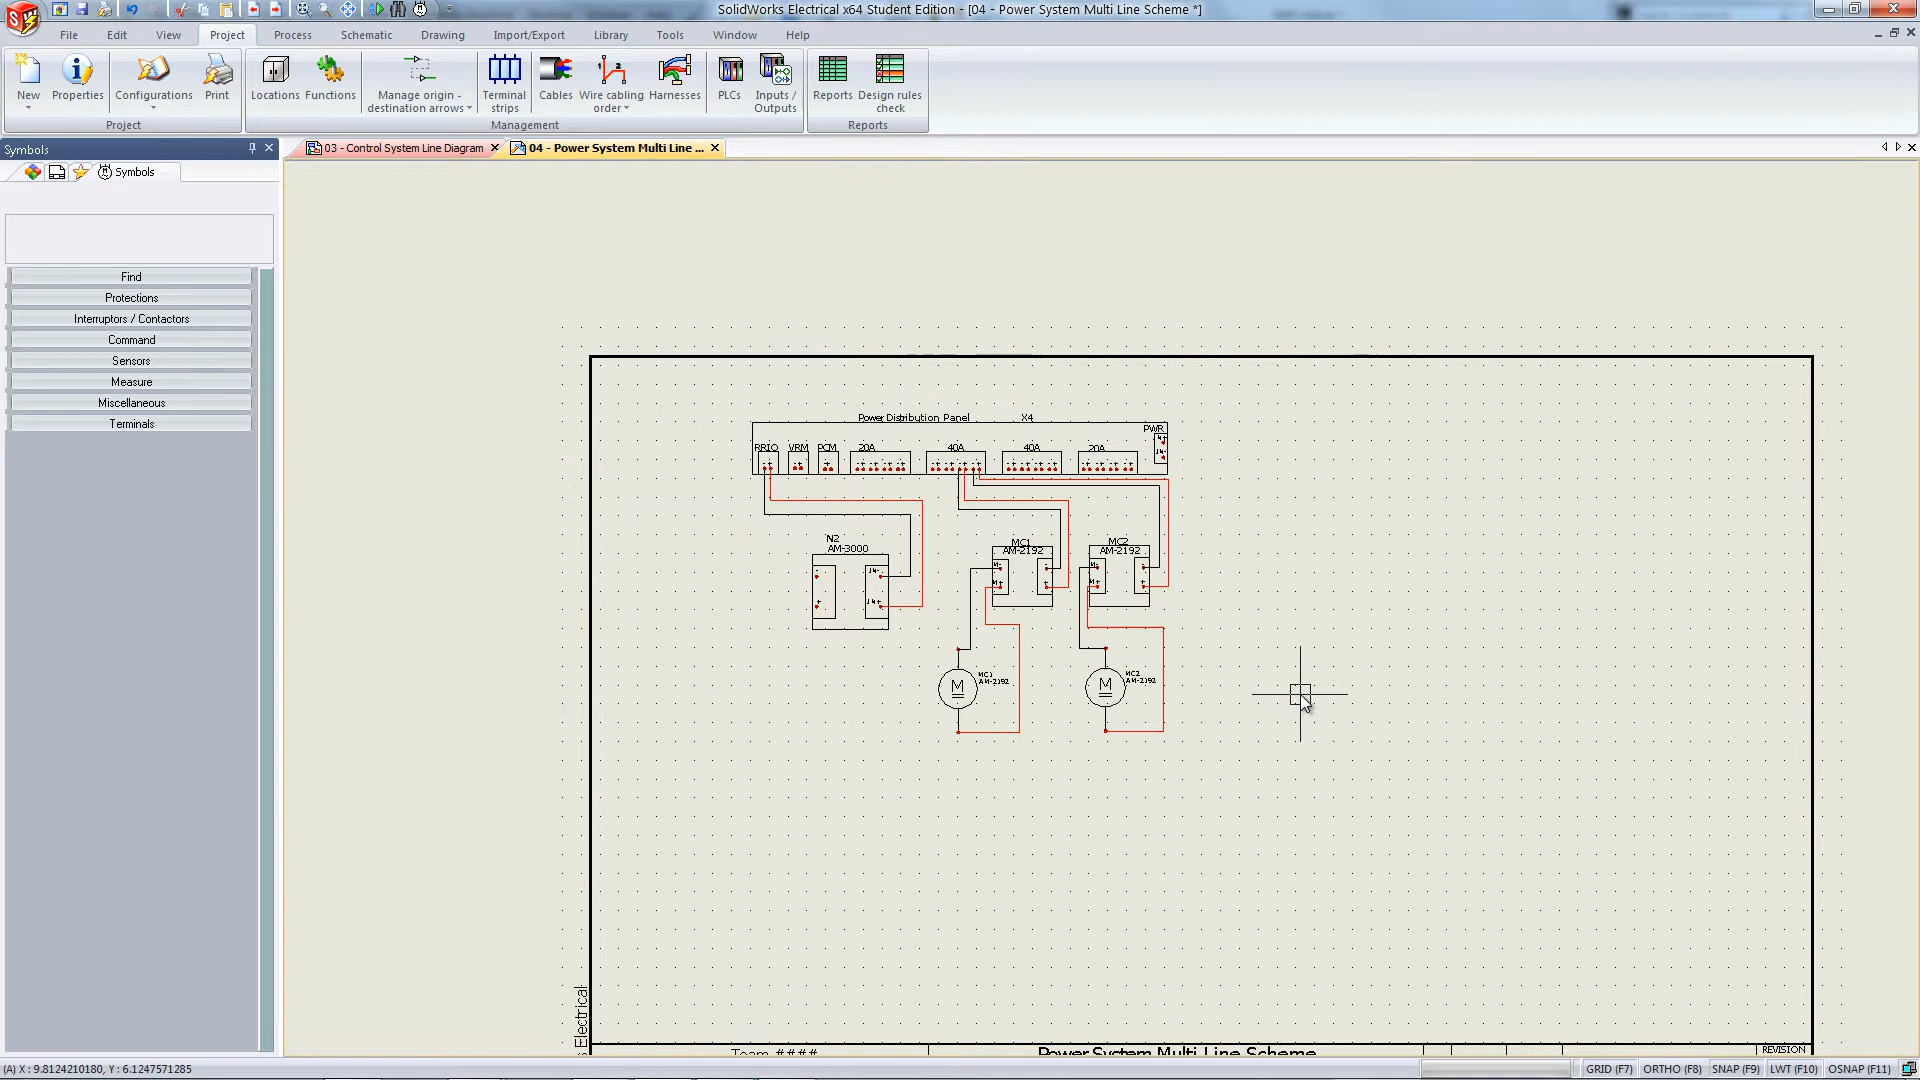 SolidWorks Electrical x64 Student Edition - [04 - Power System Multi Line Scheme *]
File Edit View Project Process Schematic Drawing Import/Export Library Tools Window Help
New Properties Configurations Print Locations Functions Manage origin - destination arrows Terminal strips Cables Wire cabling order Harnesses PLCs Inputs / Outputs Reports Design rules check
Project Management Reports
Symbols
03 - Control System Line Diagram
04 - Power System Multi Line ...
Symbols
Find
Protections
Interruptors / Contactors
Command
Sensors
Measure
Miscellaneous
Terminals
Power Distribution Panel X4
PWR
RRIO VRM PCM 20A 40A 40A 20A
N2
AM-3000
MC1
AM-2192
MC2
AM-2192
M- M+
M- M+
M
MC1
AM-2192
M
MC2
AM-2192
Electrical
Team ####
Power System Multi Line Scheme
REVISION
(A) X : 9.8124210180, Y : 6.1247571285
GRID (F7) ORTHO (F8) SNAP (F9) LWT (F10) OSNAP (F11)